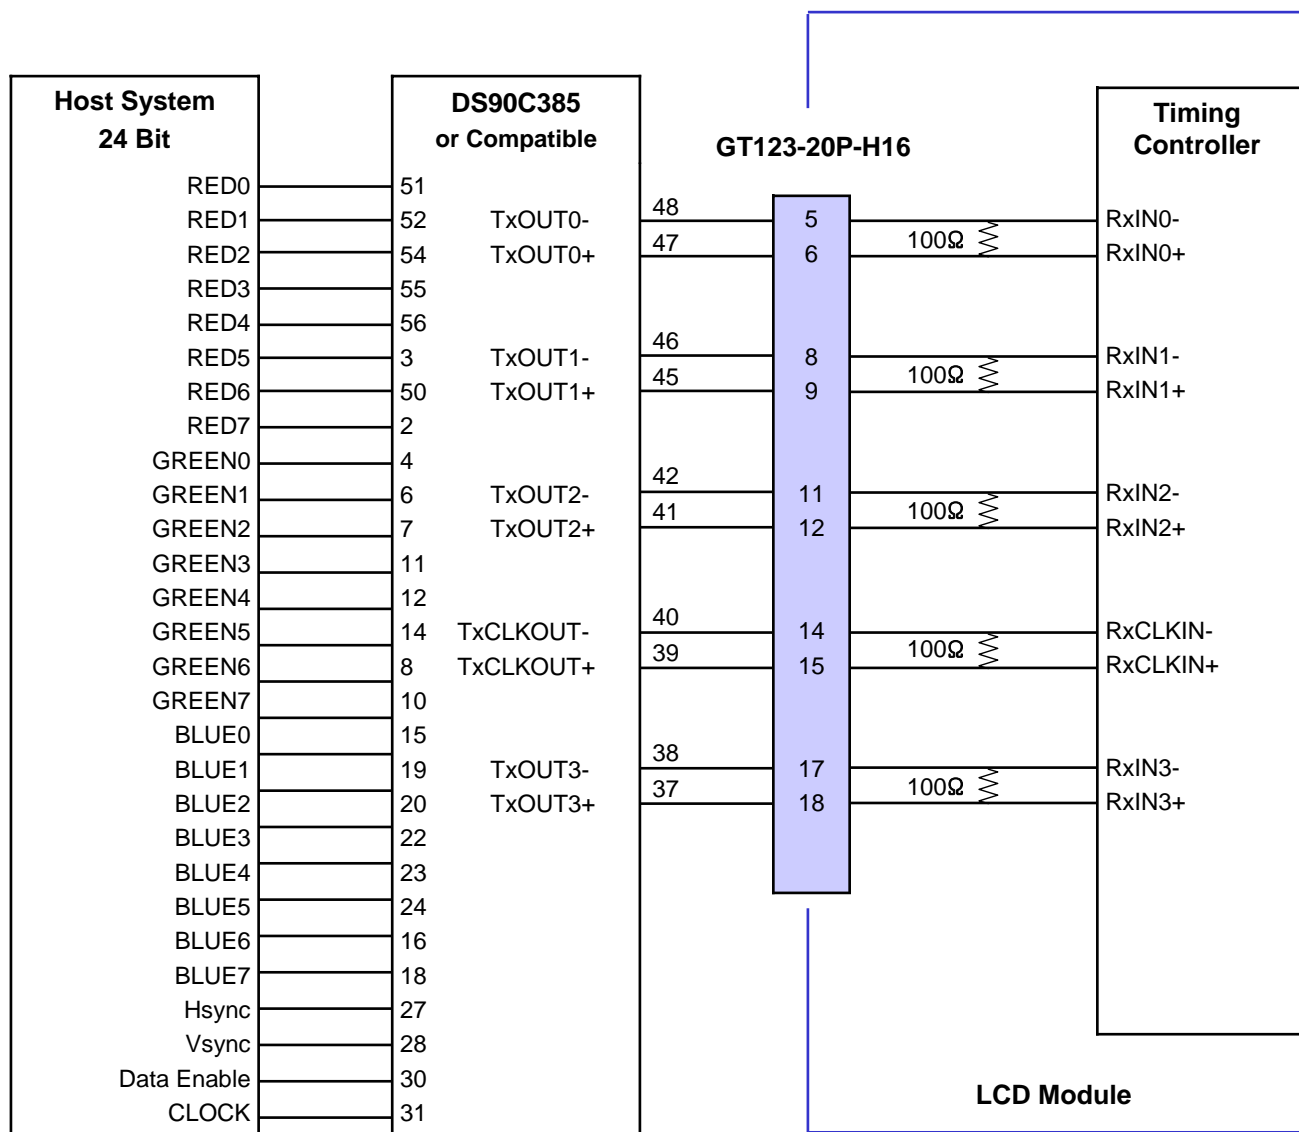 Host System
24 Bit
DS90C385
or Compatible
GT123-20P-H16
Timing
Controller
RED0 51
RED1 52 TxOUT0- 48 5 RxIN0-
100Ω
RED2 54 TxOUT0+ 47 6 RxIN0+
RED3 55
RED4 56
RED5 3 TxOUT1- 46 8 RxIN1-
100Ω
RED6 50 TxOUT1+ 45 9 RxIN1+
RED7 2
GREEN0 4
GREEN1 6 TxOUT2- 42 11 RxIN2-
100Ω
GREEN2 7 TxOUT2+ 41 12 RxIN2+
GREEN3 11
GREEN4 12
GREEN5 14 TxCLKOUT- 40 14 RxCLKIN-
100Ω
GREEN6 8 TxCLKOUT+ 39 15 RxCLKIN+
GREEN7 10
BLUE0 15
BLUE1 19 TxOUT3- 38 17 RxIN3-
100Ω
BLUE2 20 TxOUT3+ 37 18 RxIN3+
BLUE3 22
BLUE4 23
BLUE5 24
BLUE6 16
BLUE7 18
Hsync 27
Vsync 28
Data Enable 30
CLOCK 31
LCD Module